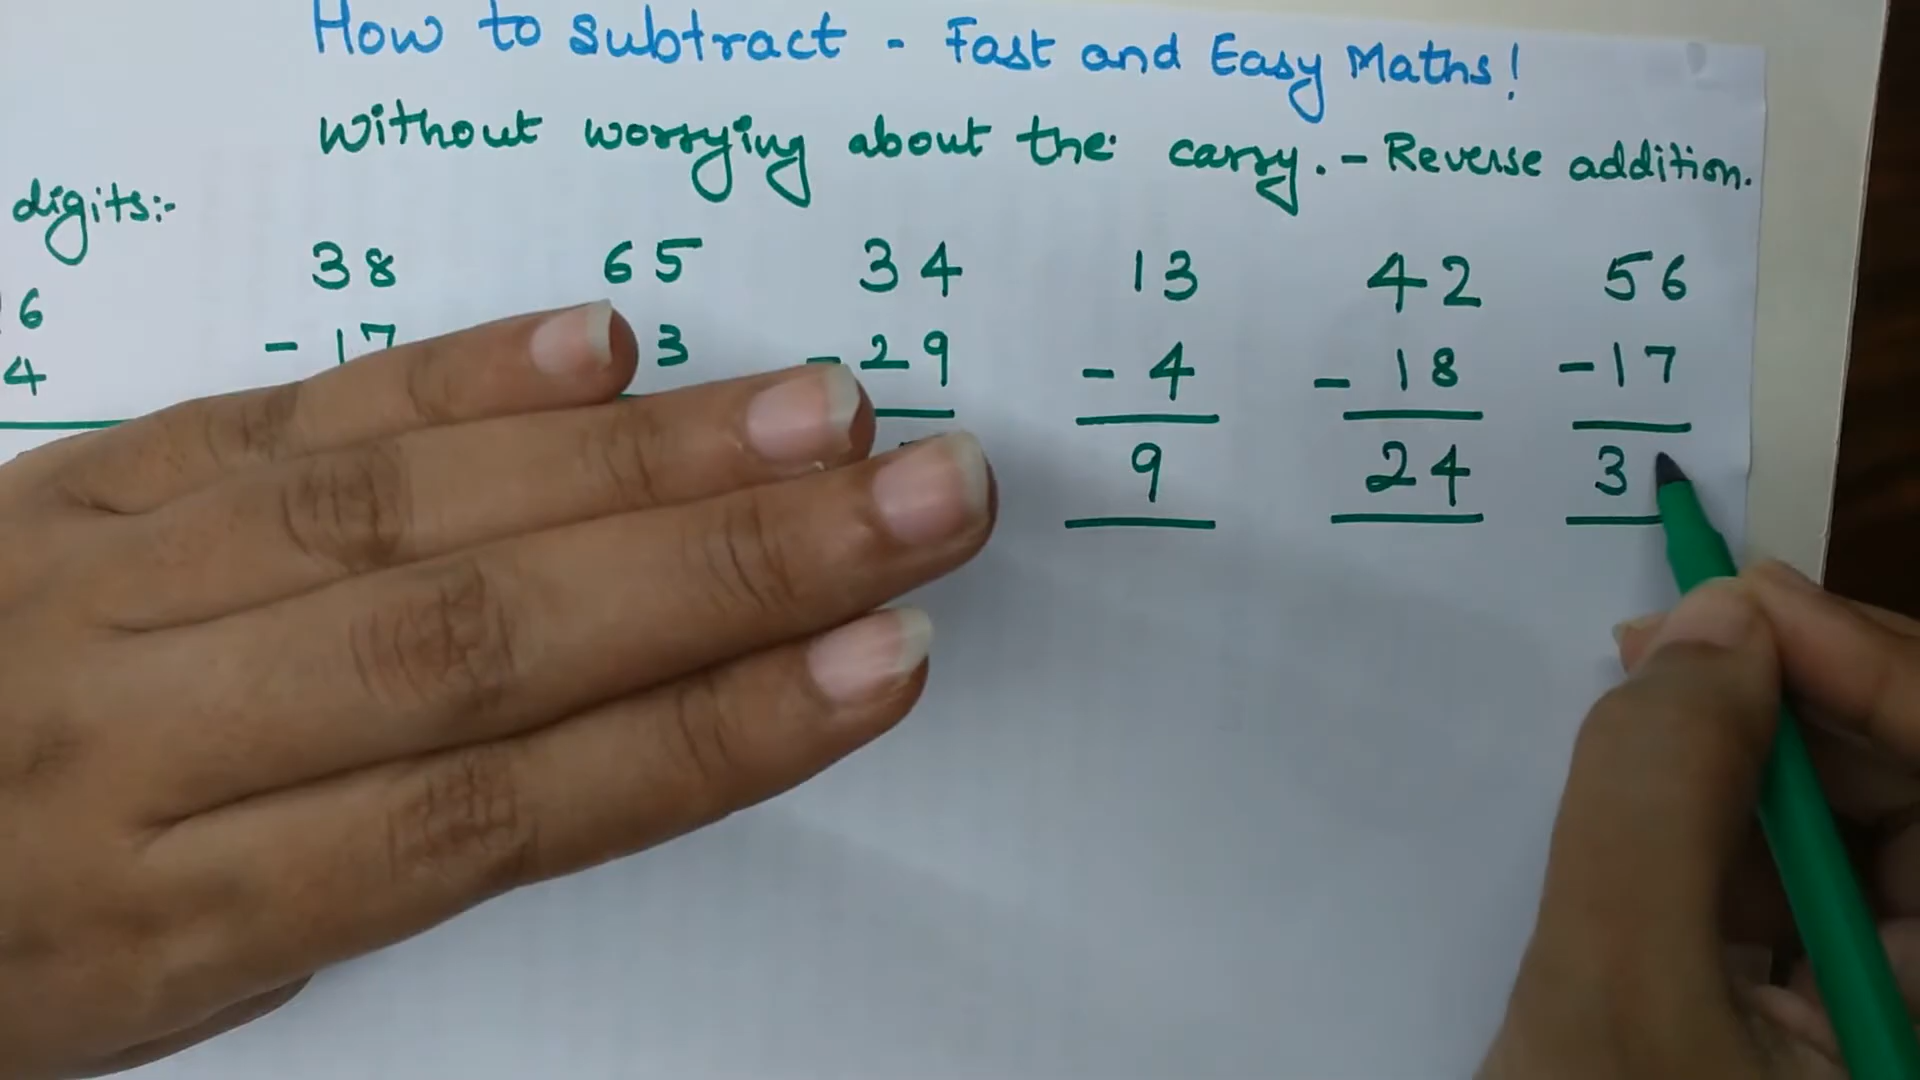 How to subtract - Fast and Easy Maths!
Without worrying about the carry. - Reverse addition.
digits:-
6 38 65 34 13 42 56
4 - 17 3 - 29 - 4 - 18 - 17
9 24 3